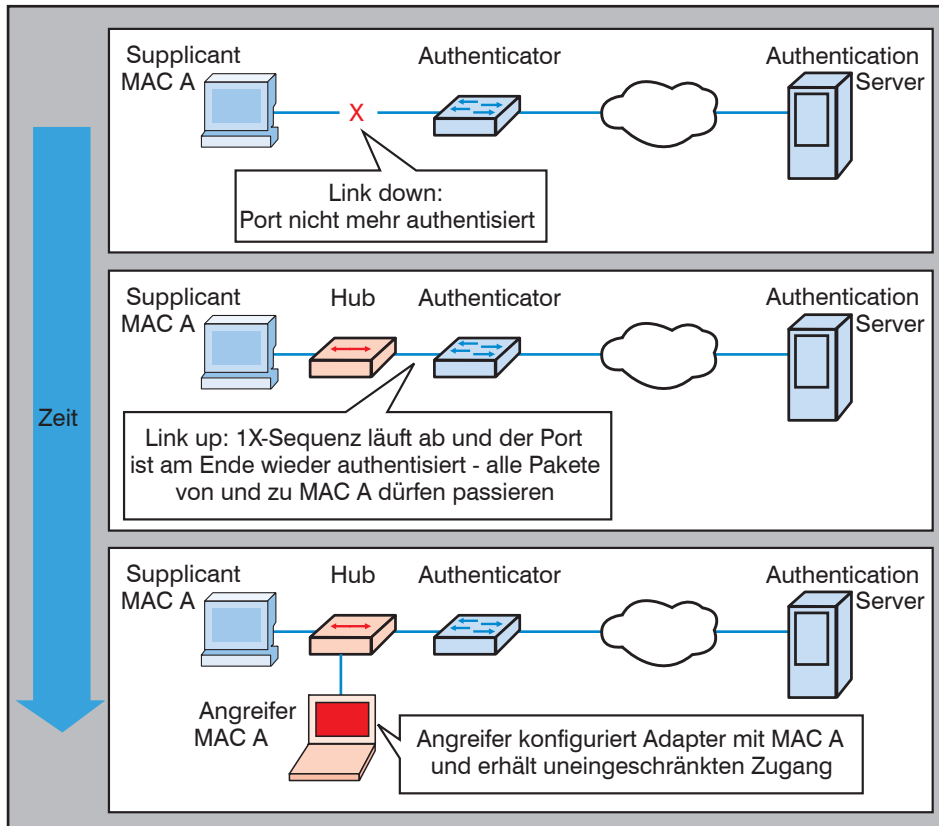 Supplicant
MAC A
Authenticator
Authentication
Server
X
Link down:
Port nicht mehr authentisiert
Supplicant
MAC A
Hub
Authenticator
Authentication
Server
Zeit
Link up: 1X-Sequenz läuft ab und der Port
ist am Ende wieder authentisiert - alle Pakete
von und zu MAC A dürfen passieren
Supplicant
MAC A
Hub
Authenticator
Authentication
Server
Angreifer
MAC A
Angreifer konfiguriert Adapter mit MAC A
und erhält uneingeschränkten Zugang